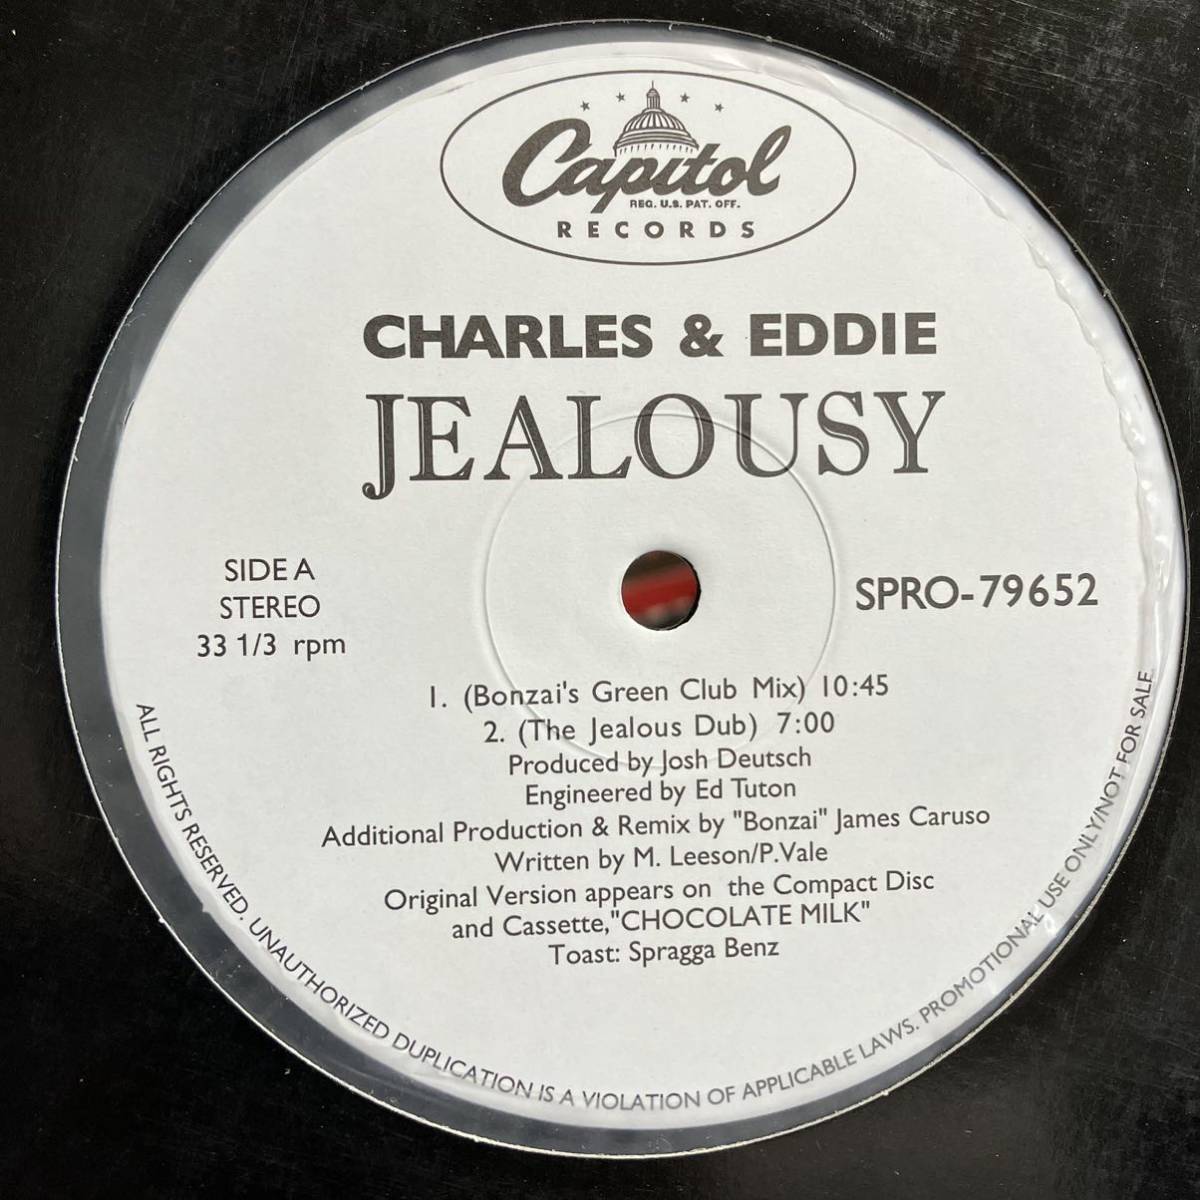 Capitol
REG. U.S. PAT. OFF.
RECORDS
CHARLES & EDDIE
JEALOUSY
SIDE A
STEREO
33 1/3 rpm
SPRO-79652
1. (Bonzai's Green Club Mix) 10:45
2. (The Jealous Dub) 7:00
Produced by Josh Deutsch
Engineered by Ed Tuton
Additional Production & Remix by "Bonzai" James Caruso
Written by M. Leeson/P.Vale
Original Version appears on the Compact Disc
and Cassette,"CHOCOLATE MILK"
Toast: Spragga Benz
ALL RIGHTS RESERVED. UNAUTHORIZED DUPLICATION IS A VIOLATION OF APPLICABLE LAWS. PROMOTIONAL USE ONLY/NOT FOR SALE